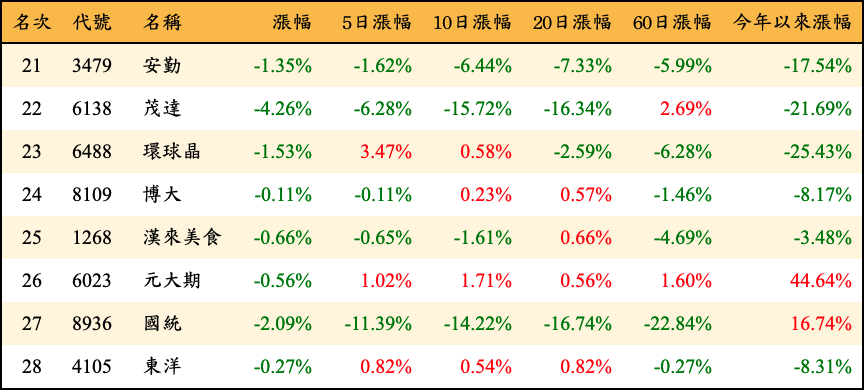 名次 代號 名稱 漲幅 5日漲幅 10日漲幅 20日漲幅 60日漲幅 今年以來漲幅
21 3479 安勤 -1.35% -1.62% -6.44% -7.33% -5.99% -17.54%
22 6138 茂達 -4.26% -6.28% -15.72% -16.34% 2.69% -21.69%
23 6488 環球晶 -1.53% 3.47% 0.58% -2.59% -6.28% -25.43%
24 8109 博大 -0.11% -0.11% 0.23% 0.57% -1.46% -8.17%
25 1268 漢來美食 -0.66% -0.65% -1.61% 0.66% -4.69% -3.48%
26 6023 元大期 -0.56% 1.02% 1.71% 0.56% 1.60% 44.64%
27 8936 國統 -2.09% -11.39% -14.22% -16.74% -22.84% 16.74%
28 4105 東洋 -0.27% 0.82% 0.54% 0.82% -0.27% -8.31%